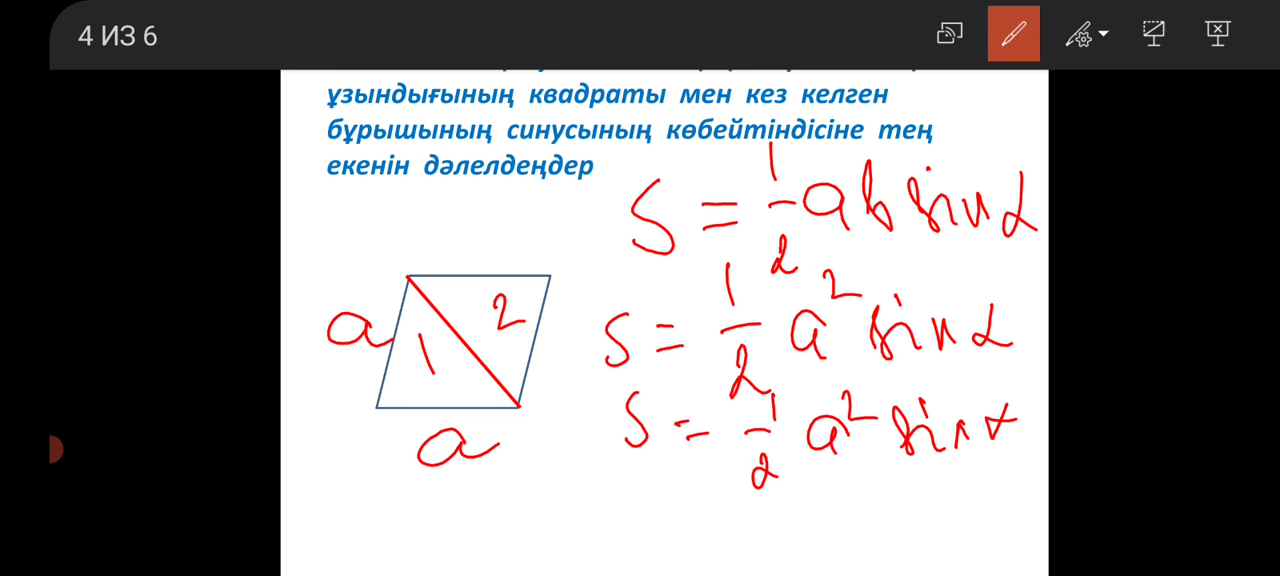 4 ИЗ 6
ұзындығының квадраты мен кез келген
бұрышының синусының көбейтіндісіне тең
екенін дәлелдеңдер
S = 1/2 ab sin α
a 1 2
S = 1/2 a² sin α
S = 1/2 a² sin α
a